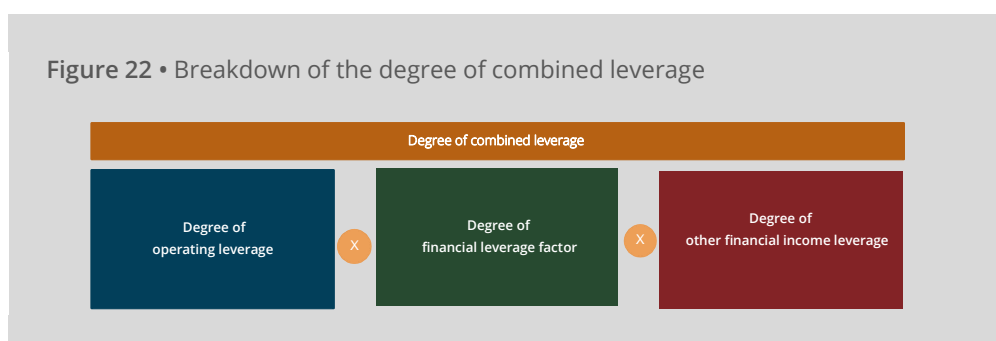 Figure 22 • Breakdown of the degree of combined leverage
Degree of combined leverage
Degree of
operating leverage
X
Degree of
financial leverage factor
X
Degree of
other financial income leverage